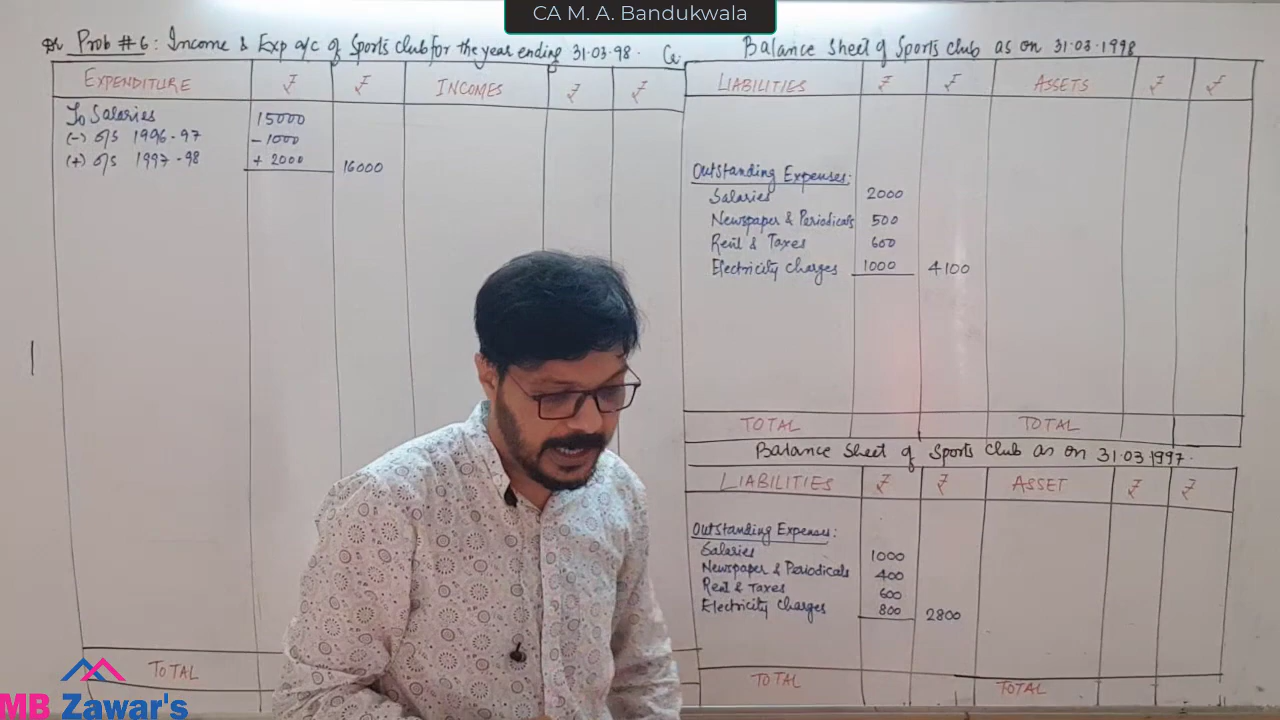 CA M. A. Bandukwala
Dr Prob #6: Income & Exp a/c of Sports club for the year ending 31.03.98. Cr.
EXPENDITURE ₹ ₹ INCOMES ₹ ₹
To Salaries 15000
(-) o/s 1996-97 - 1000
(+) o/s 1997-98 + 2000 16000
TOTAL
Balance Sheet of Sports club as on 31.03.1998
LIABILITIES ₹ ₹ ASSETS ₹ ₹
Outstanding Expenses:
Salaries 2000
Newspaper & Periodicals 500
Rent & Taxes 600
Electricity Charges 1000 4100
TOTAL TOTAL
Balance Sheet of Sports Club as on 31.03.1997.
LIABILITIES ₹ ₹ ASSET ₹ ₹
Outstanding Expenses:
Salaries 1000
Newspaper & Periodicals 400
Rent & Taxes 600
Electricity Charges 800 2800
TOTAL TOTAL
MB Zawar's